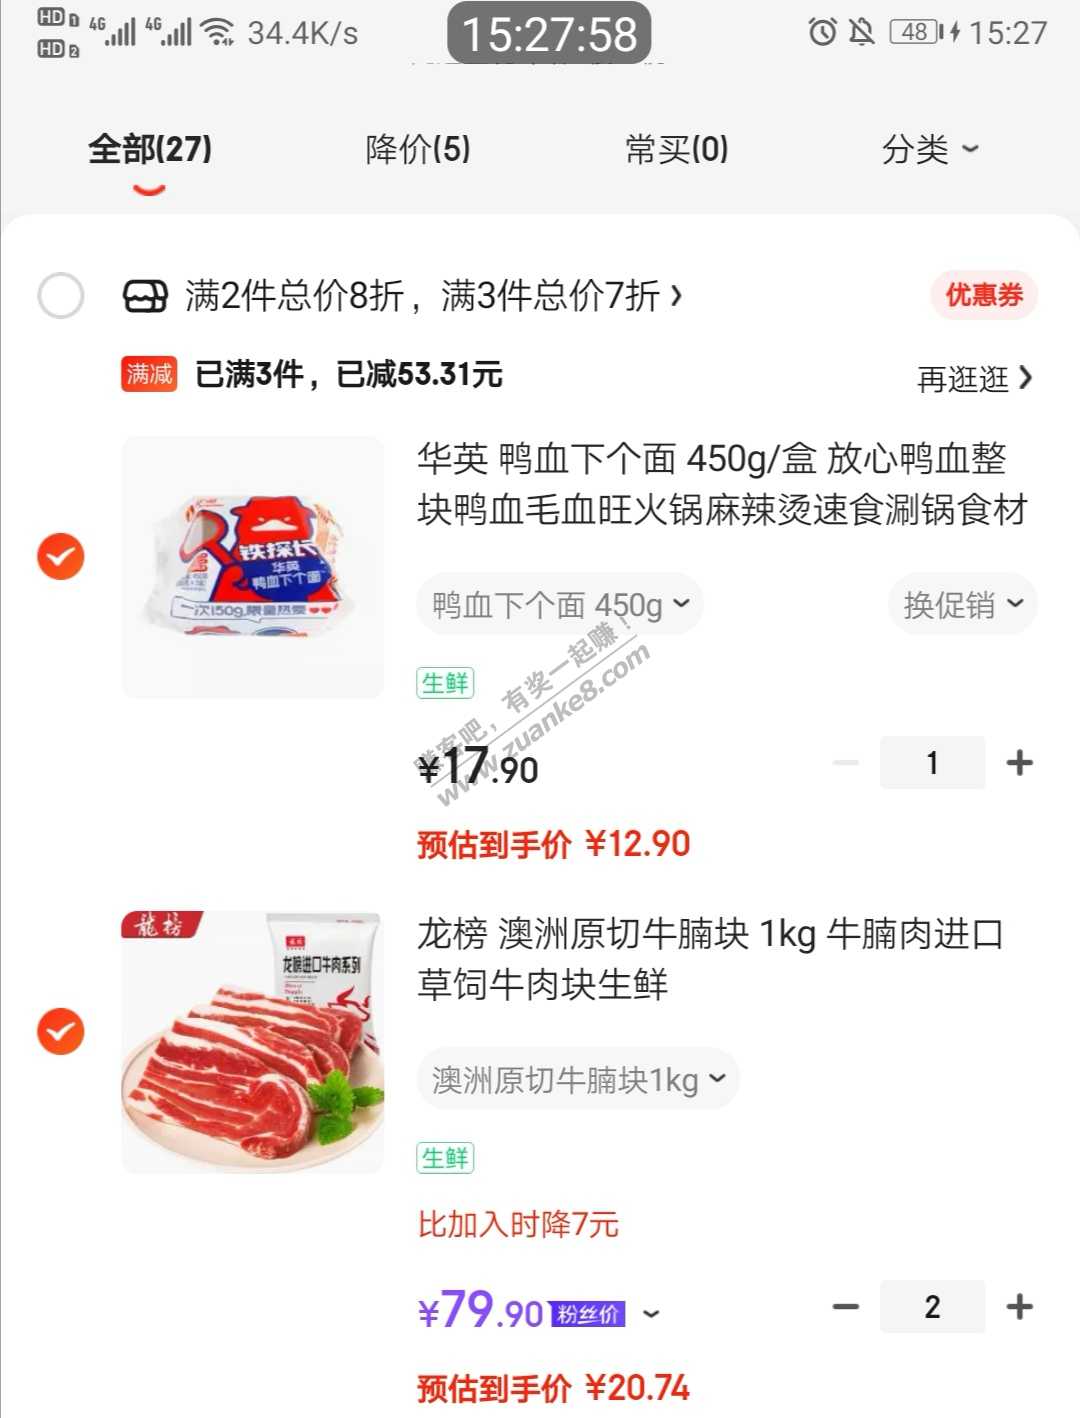 HD 1 4G 4G 34.4K/s 15:27:58 48 15:27
HD 2
全部(27) 降价(5) 常买(0) 分类
满2件总价8折，满3件总价7折 优惠券
满减 已满3件，已减53.31元 再逛逛
华英 鸭血下个面 450g/盒 放心鸭血整
块鸭血毛血旺火锅麻辣烫速食涮锅食材
铁探长
华英
鸭血下个面
一次150g,限量热卖
鸭血下个面 450g 换促销
生鲜
赚客吧，有奖一起赚！
www.zuanke8.com
¥17.90 1
预估到手价 ¥12.90
龍榜
龙榜进口牛肉系列
龙榜 澳洲原切牛腩块 1kg 牛腩肉进口
草饲牛肉块生鲜
澳洲原切牛腩块1kg
生鲜
比加入时降7元
¥79.90 粉丝价 2
预估到手价 ¥20.74